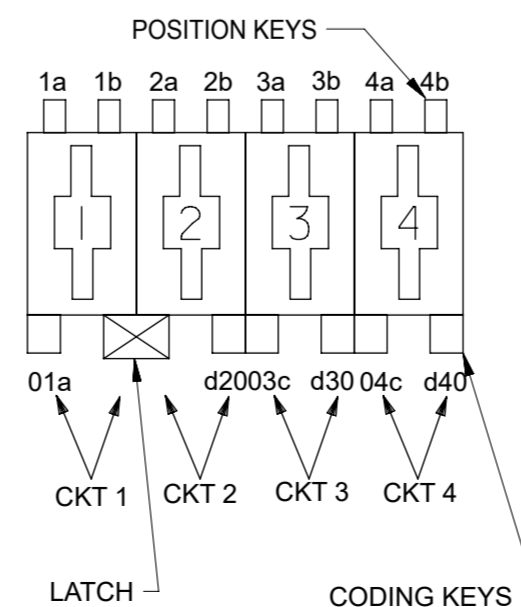 POSITION KEYS
1a 1b 2a 2b 3a 3b 4a 4b
1 2 3 4
01a d2003c d30 04c d40
CKT 1 CKT 2 CKT 3 CKT 4
LATCH
CODING KEYS